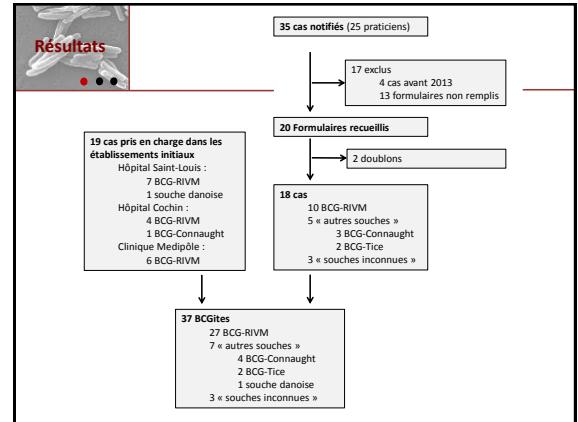 Résultats
35 cas notifiés (25 praticiens)
17 exclus
4 cas avant 2013
13 formulaires non remplis
20 Formulaires recueillis
2 doublons
19 cas pris en charge dans les
établissements initiaux
Hôpital Saint-Louis :
7 BCG-RIVM
1 souche danoise
Hôpital Cochin :
4 BCG-RIVM
1 BCG-Connaught
Clinique Medipôle :
6 BCG-RIVM
18 cas
10 BCG-RIVM
5 « autres souches »
3 BCG-Connaught
2 BCG-Tice
3 « souches inconnues »
37 BCGites
27 BCG-RIVM
7 « autres souches »
4 BCG-Connaught
2 BCG-Tice
1 souche danoise
3 « souches inconnues »